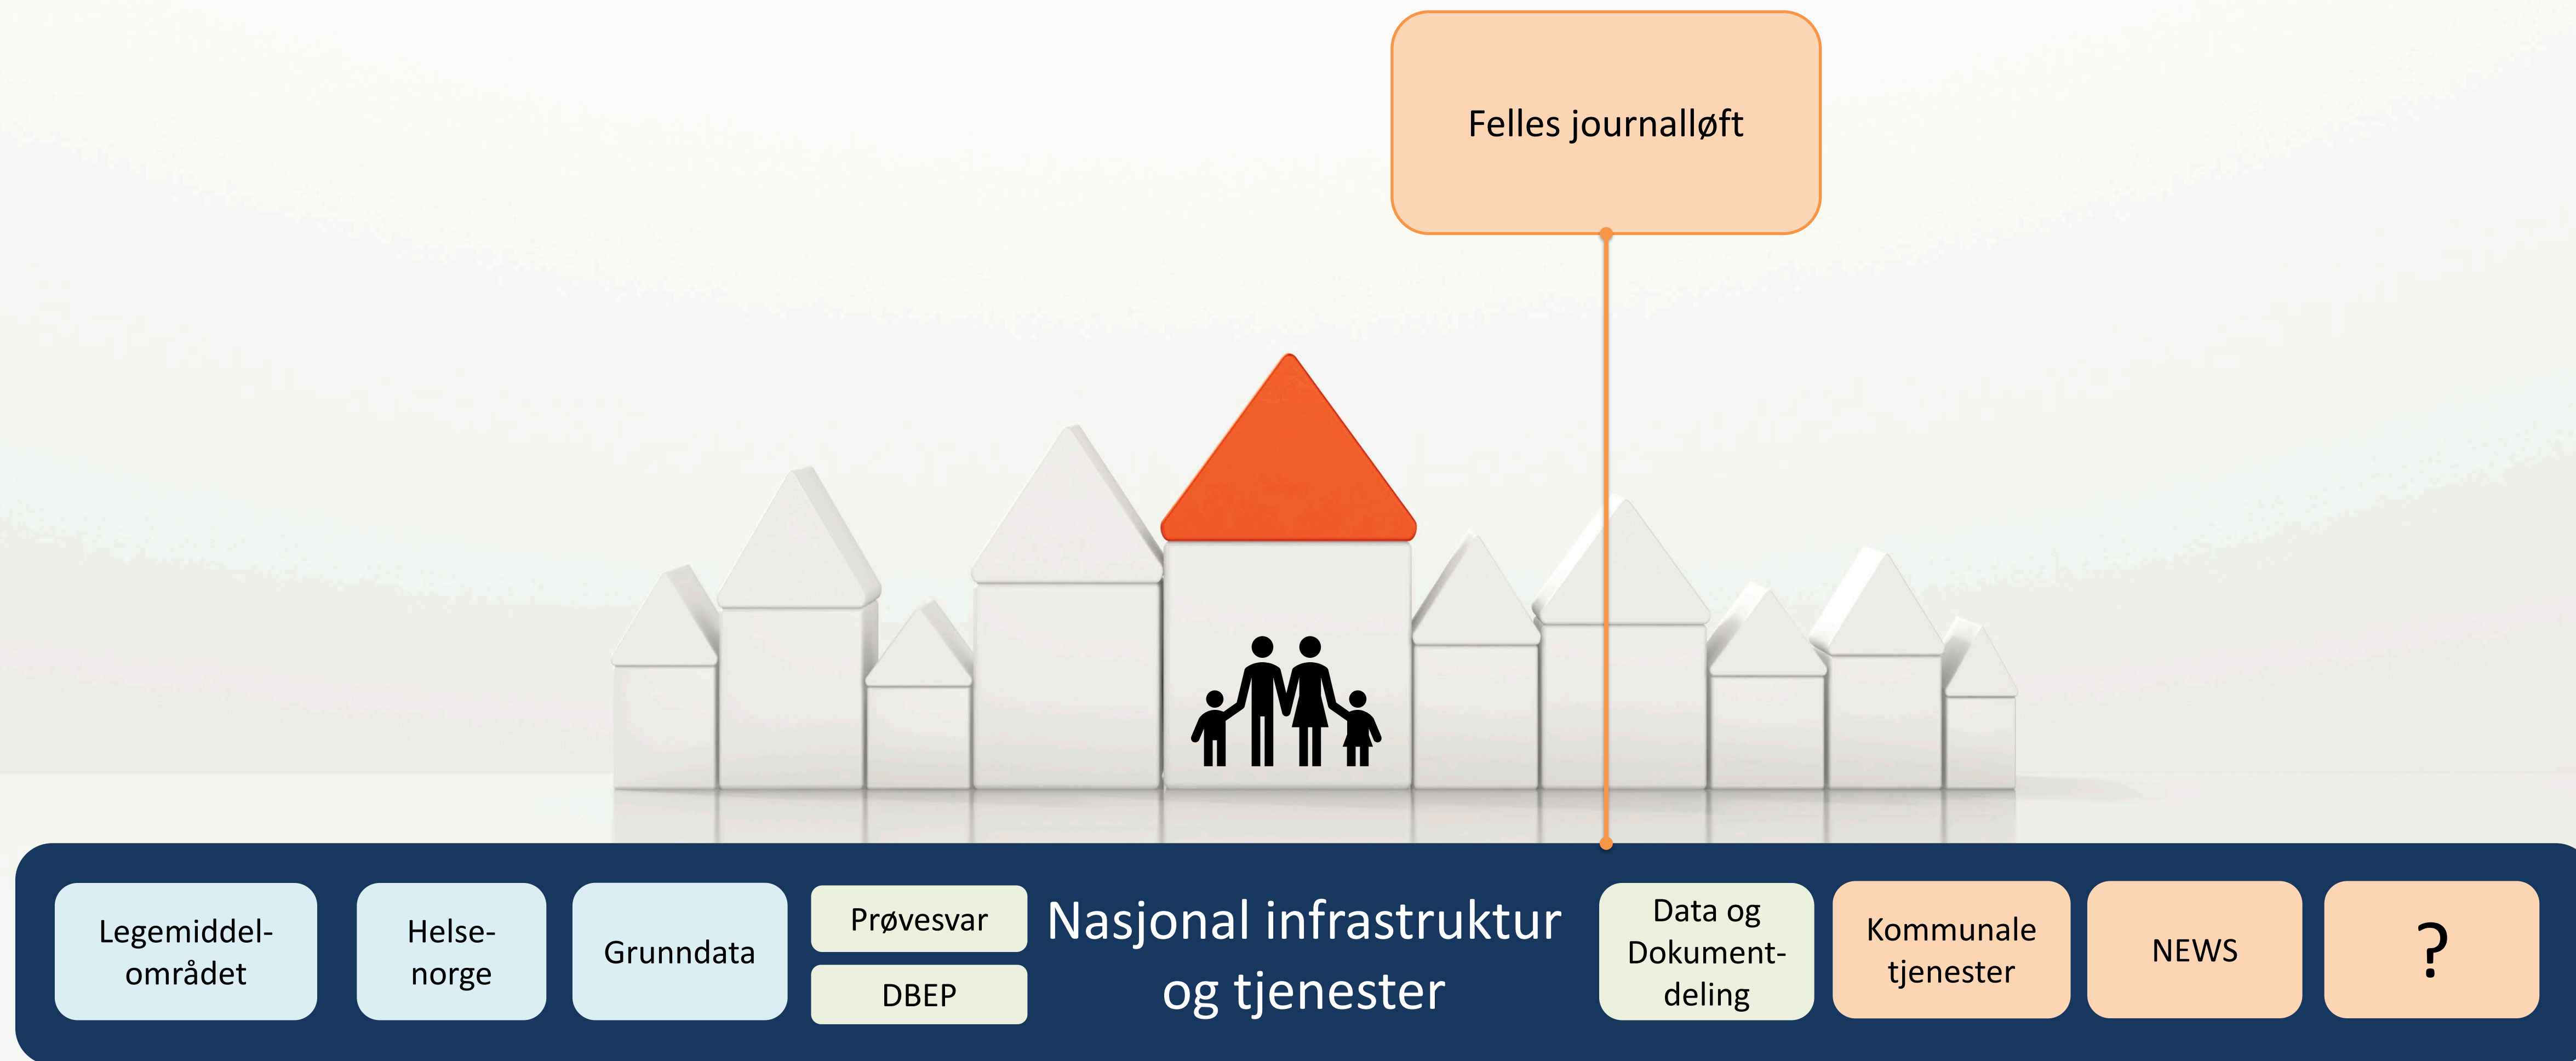 Felles journalløft
Legemiddel-
området
Helse-
norge
Grunndata
Prøvesvar
DBEP
Nasjonal infrastruktur
og tjenester
Data og
Dokument-
deling
Kommunale
tjenester
NEWS
?